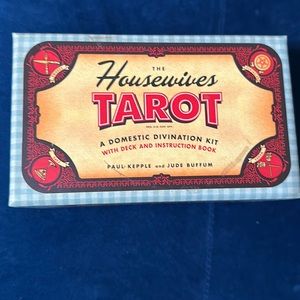 THE
Housewives
TAROT
A DOMESTIC DIVINATION KIT
WITH DECK AND INSTRUCTION BOOK
PAUL KEPPLE and JUDE BUFFUM